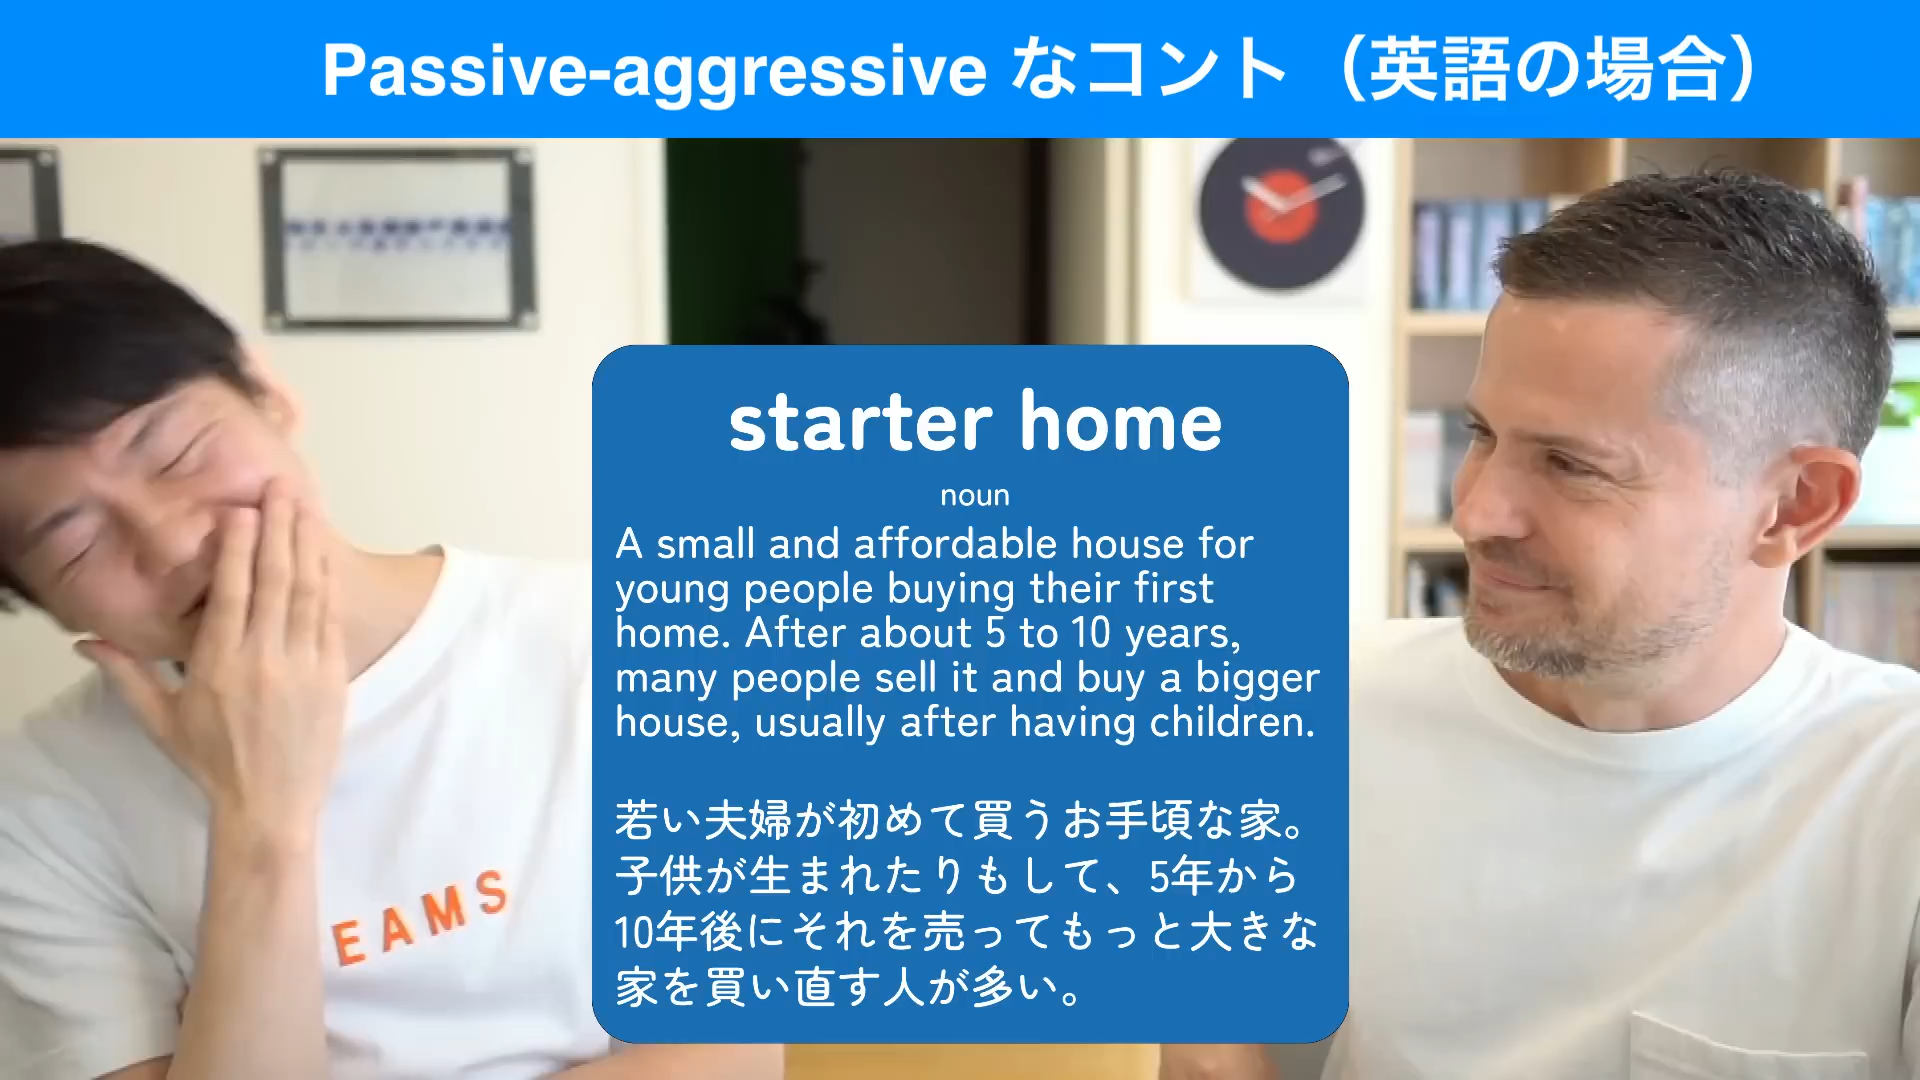 Passive-aggressive なコント（英語の場合）
starter home
noun
A small and affordable house for
young people buying their first
home. After about 5 to 10 years,
many people sell it and buy a bigger
house, usually after having children.
若い夫婦が初めて買うお手頃な家。
子供が生まれたりもして、5年から
10年後にそれを売ってもっと大きな
家を買い直す人が多い。
EAMS